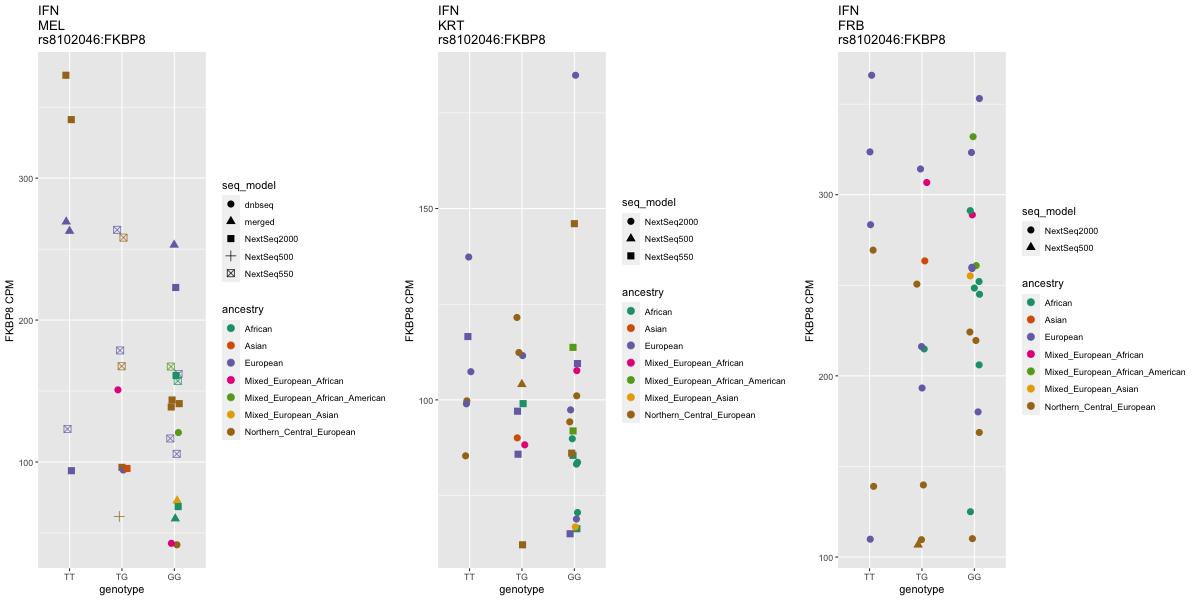 IFN
MEL
rs8102046:FKBP8
FKBP8 CPM
300
200
100
TT
TG
GG
genotype
seq_model
dnbseq
merged
NextSeq2000
NextSeq500
NextSeq550
ancestry
African
Asian
European
Mixed_European_African
Mixed_European_African_American
Mixed_European_Asian
Northern_Central_European
IFN
KRT
rs8102046:FKBP8
FKBP8 CPM
150
100
TT
TG
GG
genotype
seq_model
NextSeq2000
NextSeq500
NextSeq550
ancestry
African
Asian
European
Mixed_European_African
Mixed_European_African_American
Mixed_European_Asian
Northern_Central_European
IFN
FRB
rs8102046:FKBP8
FKBP8 CPM
300
200
100
TT
TG
GG
genotype
seq_model
NextSeq2000
NextSeq500
ancestry
African
Asian
European
Mixed_European_African
Mixed_European_African_American
Mixed_European_Asian
Northern_Central_European